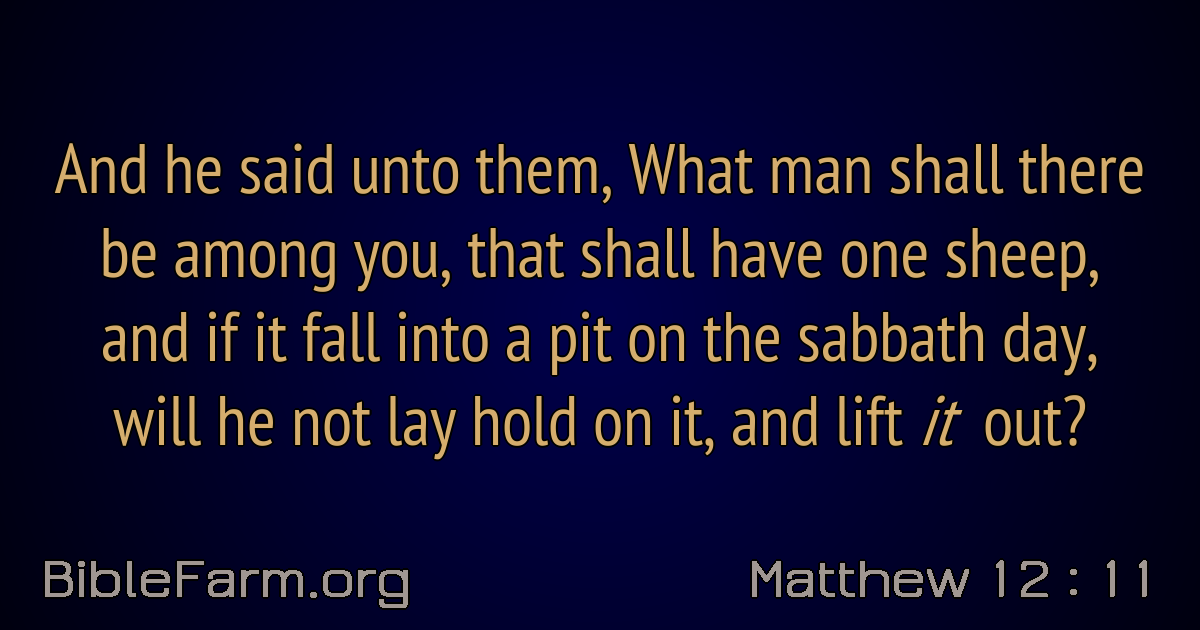 And he said unto them, What man shall there
be among you, that shall have one sheep,
and if it fall into a pit on the sabbath day,
will he not lay hold on it, and lift it out?
BibleFarm.org
Matthew 12 : 11